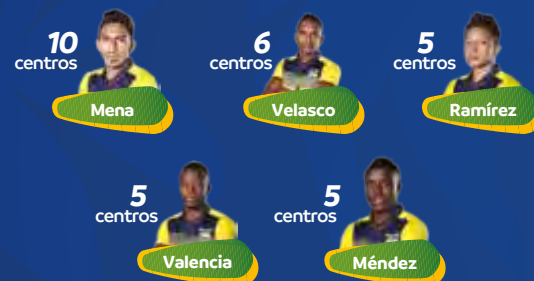 10
centros
Mena
6
centros
Velasco
5
centros
Ramírez
5
centros
Valencia
5
centros
Méndez